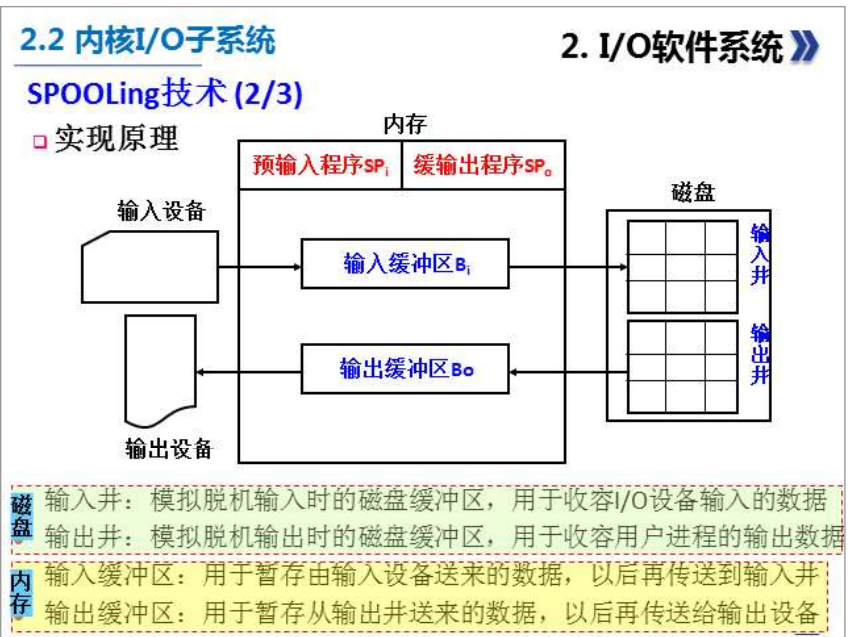 2.2 内核I/O子系统
2. I/O软件系统
SPOOLing技术 (2/3)
实现原理
内存
预输入程序SPi
缓输出程序SPo
磁盘
输入设备
输入缓冲区Bi
输入井
输出缓冲区Bo
输出井
输出设备
磁盘
输入井：模拟脱机输入时的磁盘缓冲区，用于收容I/O设备输入的数据
输出井：模拟脱机输出时的磁盘缓冲区，用于收容用户进程的输出数据
内存
输入缓冲区：用于暂存由输入设备送来的数据，以后再传送到输入井
输出缓冲区：用于暂存从输出井送来的数据，以后再传送给输出设备